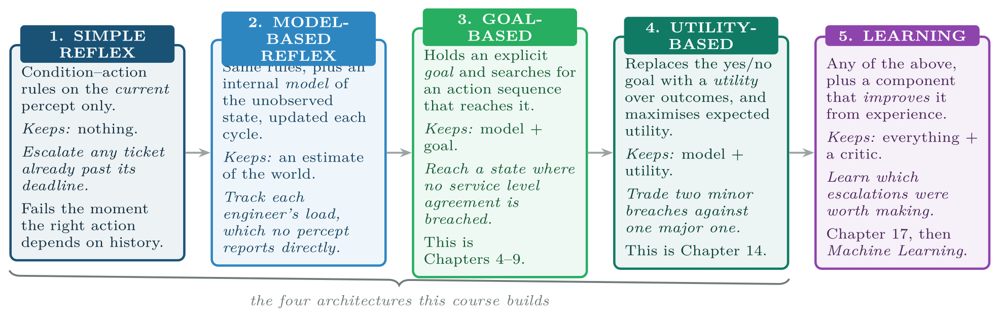 1. SIMPLE
REFLEX
Condition–action
rules on the current
percept only.
Keeps: nothing.
Escalate any ticket
already past its
deadline.
Fails the moment
the right action
depends on history.
2. MODEL-
BASED
REFLEX
Same rules, plus an
internal model of
the unobserved
state, updated each
cycle.
Keeps: an estimate
of the world.
Track each
engineer's load,
which no percept
reports directly.
3. GOAL-
BASED
Holds an explicit
goal and searches for
an action sequence
that reaches it.
Keeps: model +
goal.
Reach a state where
no service level
agreement is
breached.
This is
Chapters 4–9.
4. UTILITY-
BASED
Replaces the yes/no
goal with a utility
over outcomes, and
maximises expected
utility.
Keeps: model +
utility.
Trade two minor
breaches against
one major one.
This is Chapter 14.
5. LEARNING
Any of the above,
plus a component
that improves it
from experience.
Keeps: everything +
a critic.
Learn which
escalations were
worth making.
Chapter 17, then
Machine Learning.
the four architectures this course builds